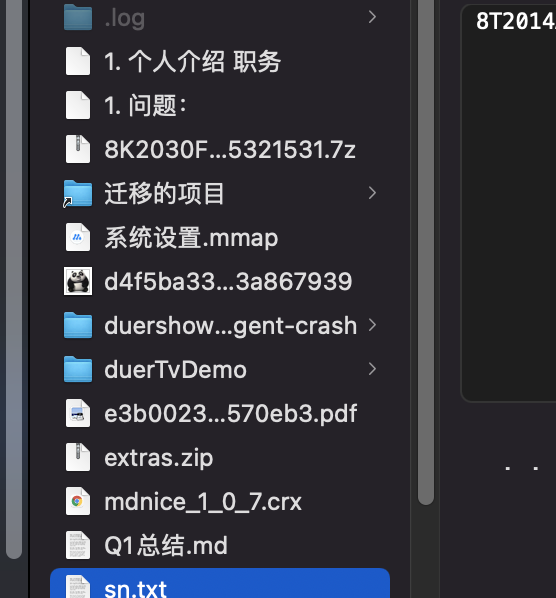 .log
8T2014
1. 个人介绍 职务
1. 问题：
8K2030F...5321531.7z
迁移的项目
系统设置.mmap
d4f5ba33...3a867939
duershow...gent-crash
duerTvDemo
e3b0023...570eb3.pdf
extras.zip
mdnice_1_0_7.crx
Q1总结.md
sn.txt